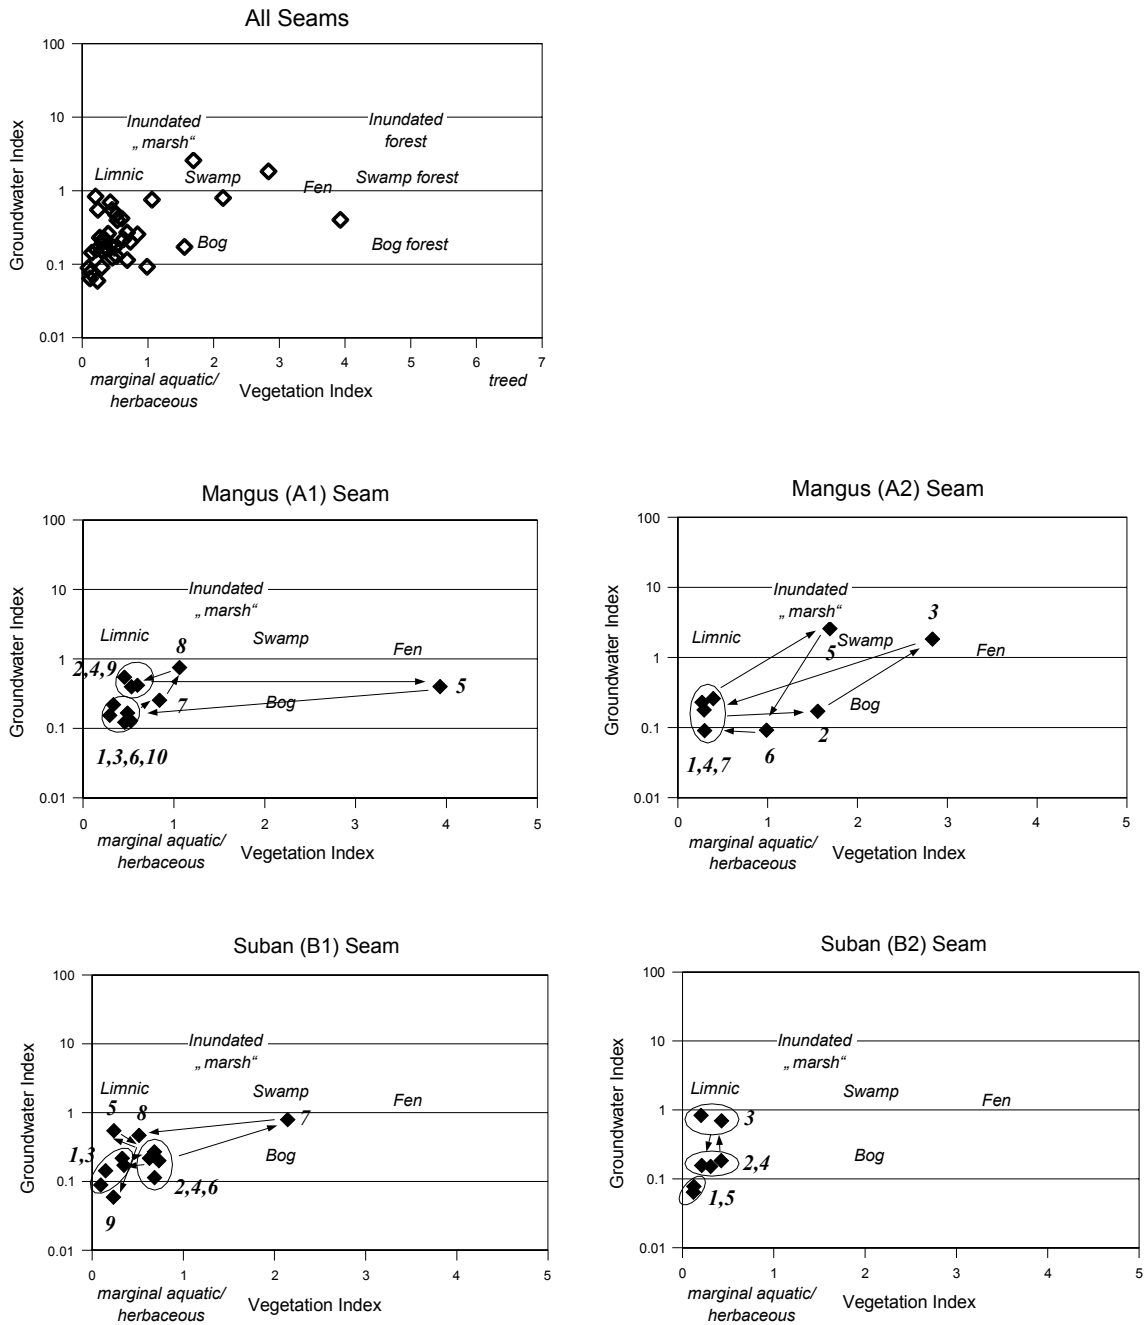 All Seams
100
10
1
0.1
0.01
Groundwater Index
Inundated
„ marsh“
Inundated
forest
Limnic
Swamp
Fen
Swamp forest
Bog
Bog forest
0 1 2 3 4 5 6 7
marginal aquatic/
herbaceous
Vegetation Index
treed
Mangus (A1) Seam
100
10
1
0.1
0.01
Groundwater Index
Inundated
„ marsh“
Limnic
Swamp
Fen
8
2,4,9
5
7
Bog
1,3,6,10
0 1 2 3 4 5
marginal aquatic/
herbaceous
Vegetation Index
Mangus (A2) Seam
100
10
1
0.1
0.01
Groundwater Index
Inundated
„ marsh“
3
Limnic
Swamp
Fen
5
Bog
2
6
1,4,7
0 1 2 3 4 5
marginal aquatic/
herbaceous
Vegetation Index
Suban (B1) Seam
100
10
1
0.1
0.01
Groundwater Index
Inundated
„ marsh“
Limnic
Swamp
Fen
5 8
7
1,3
Bog
2,4,6
9
0 1 2 3 4 5
marginal aquatic/
herbaceous
Vegetation Index
Suban (B2) Seam
100
10
1
0.1
0.01
Groundwater Index
Inundated
„ marsh“
Limnic
Swamp
Fen
3
Bog
2,4
1,5
0 1 2 3 4 5
marginal aquatic/
herbaceous
Vegetation Index